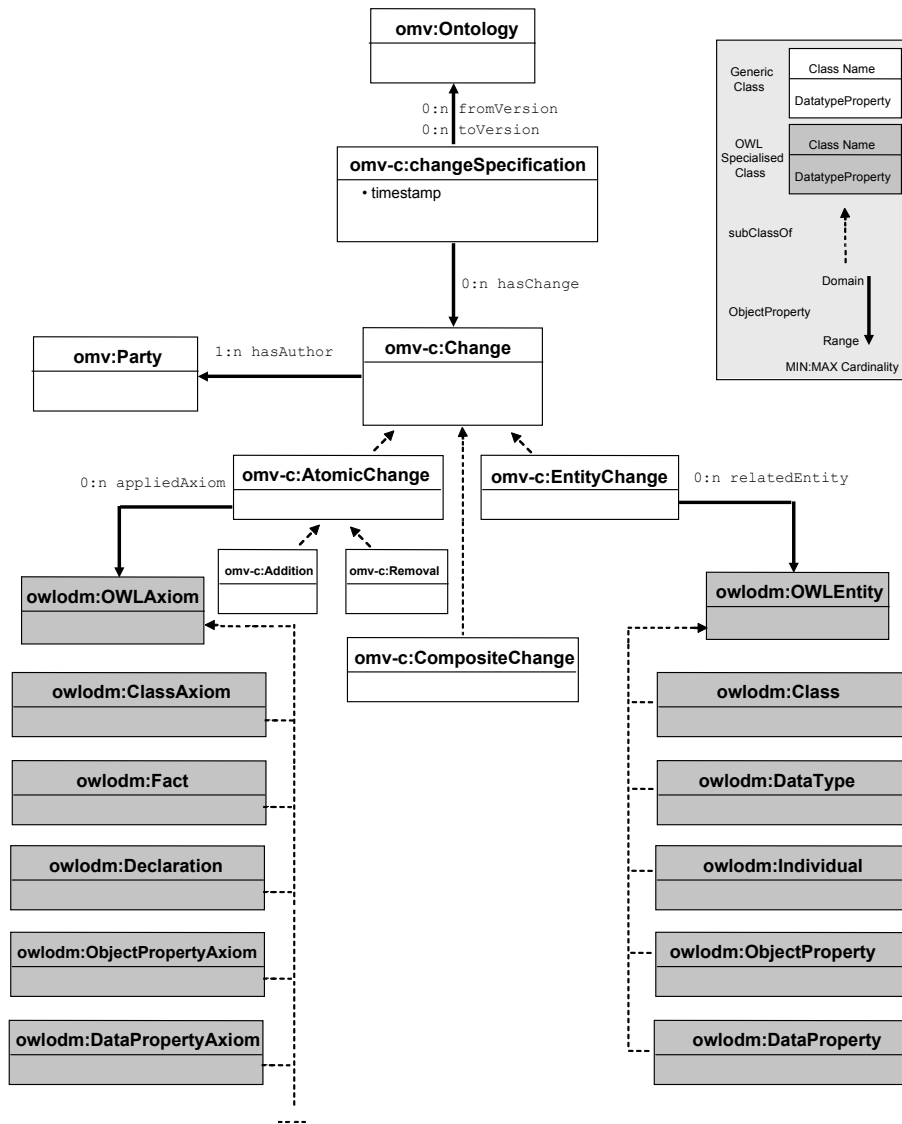 omv:Ontology
0:n fromVersion
0:n toVersion
omv-c:changeSpecification
• timestamp
0:n hasChange
omv:Party
1:n hasAuthor
omv-c:Change
0:n appliedAxiom
omv-c:AtomicChange
omv-c:EntityChange
0:n relatedEntity
omv-c:Addition
omv-c:Removal
owlodm:OWLAxiom
owlodm:OWLEntity
omv-c:CompositeChange
owlodm:ClassAxiom
owlodm:Fact
owlodm:Declaration
owlodm:ObjectPropertyAxiom
owlodm:DataPropertyAxiom
owlodm:Class
owlodm:DataType
owlodm:Individual
owlodm:ObjectProperty
owlodm:DataProperty
Generic
Class
Class Name
DatatypeProperty
OWL
Specialised
Class
Class Name
DatatypeProperty
subClassOf
Domain
ObjectProperty
Range
MIN:MAX Cardinality